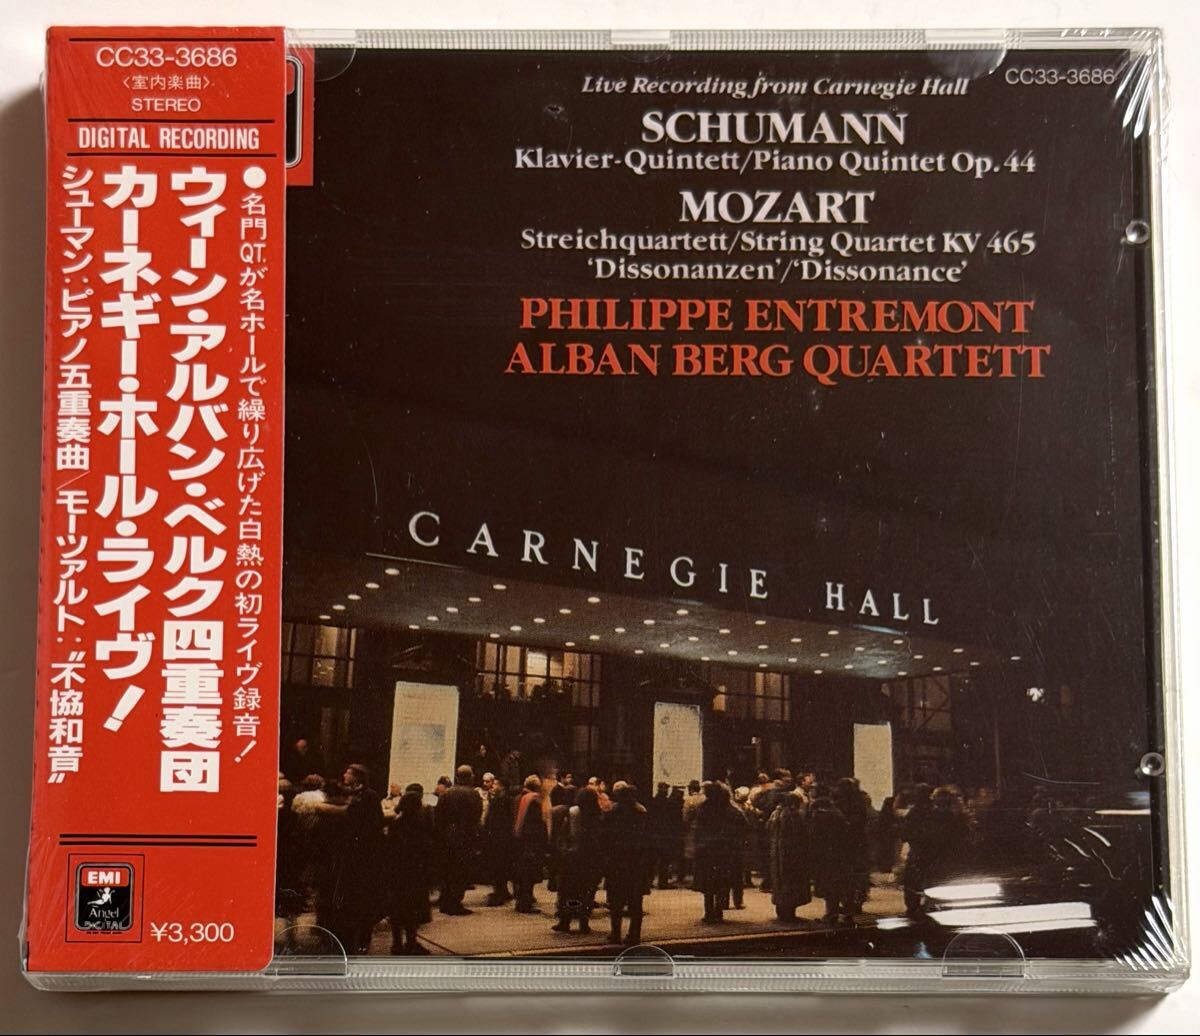 CC33-3686
〈室内楽曲〉
STEREO
DIGITAL RECORDING
●名門QT.が名ホールで繰り広げた白熱の初ライヴ録音!
ウィーン・アルバン・ベルク四重奏団
カーネギー・ホール・ライヴ!
シューマン:ピアノ五重奏曲/モーツァルト:"不協和音"
EMI
Angel
DIGITAL
¥3,300
CC33-3686
Live Recording from Carnegie Hall
SCHUMANN
Klavier-Quintett/Piano Quintet Op. 44
MOZART
Streichquartett/String Quartet KV 465
'Dissonanzen'/'Dissonance'
PHILIPPE ENTREMONT
ALBAN BERG QUARTETT
CARNEGIE HALL